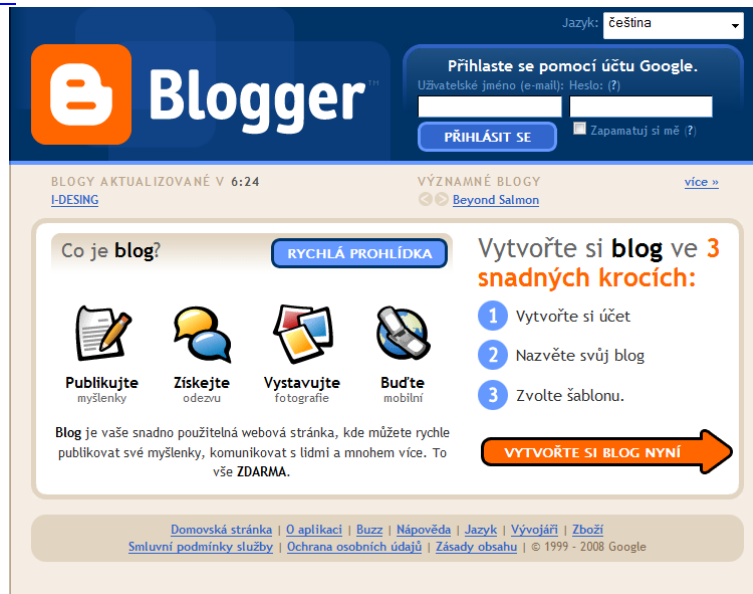 Jazyk: čeština
Blogger™
Přihlaste se pomocí účtu Google.
Uživatelské jméno (e-mail): Heslo: (?)
PŘIHLÁSIT SE
Zapamatuj si mě (?)
BLOGY AKTUALIZOVANÉ V 6:24
I-DESING
VÝZNAMNÉ BLOGY
více »
Beyond Salmon
Co je blog?
RYCHLÁ PROHLÍDKA
Publikujte
myšlenky
Získejte
odezvu
Vystavujte
fotografie
Buďte
mobilní
Blog je vaše snadno použitelná webová stránka, kde můžete rychle
publikovat své myšlenky, komunikovat s lidmi a mnohem více. To
vše ZDARMA.
Vytvořte si blog ve 3
snadných krocích:
1 Vytvořte si účet
2 Nazvěte svůj blog
3 Zvolte šablonu.
VYTVOŘTE SI BLOG NYNÍ
Domovská stránka | O aplikaci | Buzz | Nápověda | Jazyk | Vývojáři | Zboží
Smluvní podmínky služby | Ochrana osobních údajů | Zásady obsahu | © 1999 - 2008 Google